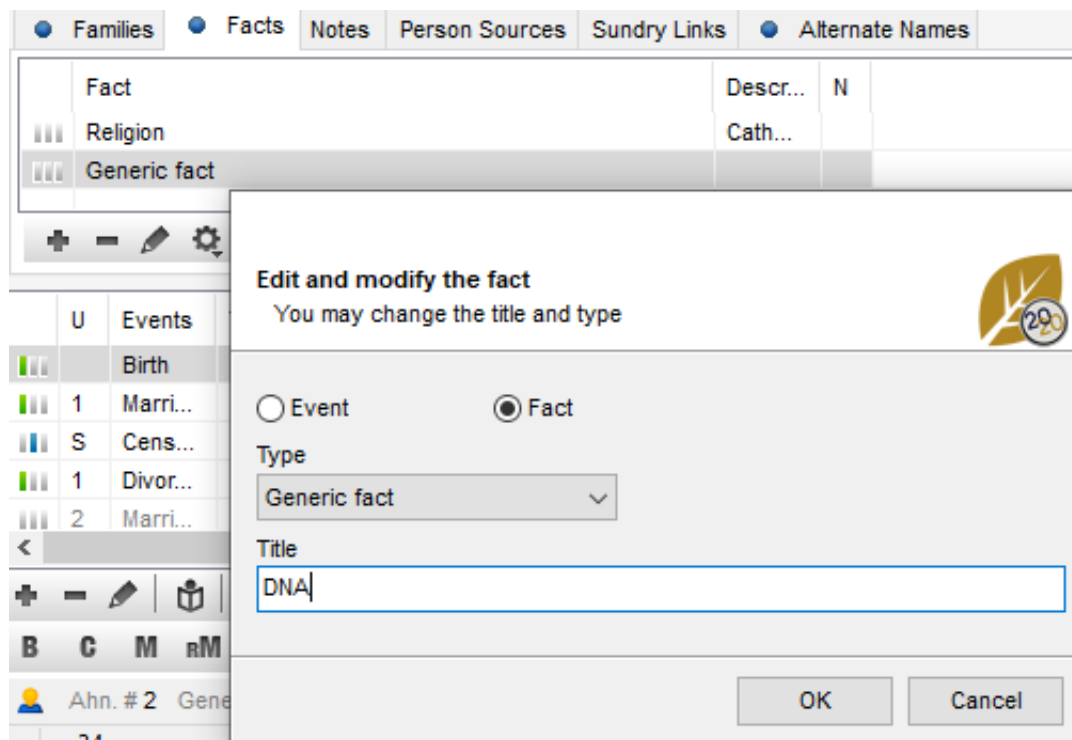 Families Facts Notes Person Sources Sundry Links Alternate Names
Fact Descr... N
Religion Cath...
Generic fact
Edit and modify the fact
You may change the title and type
2020
U Events
Birth
1 Marri...
S Cens...
1 Divor...
2 Marri...
Event Fact
Type
Generic fact
Title
DNA
B C M RM
Ahn. # 2 Gene
OK Cancel